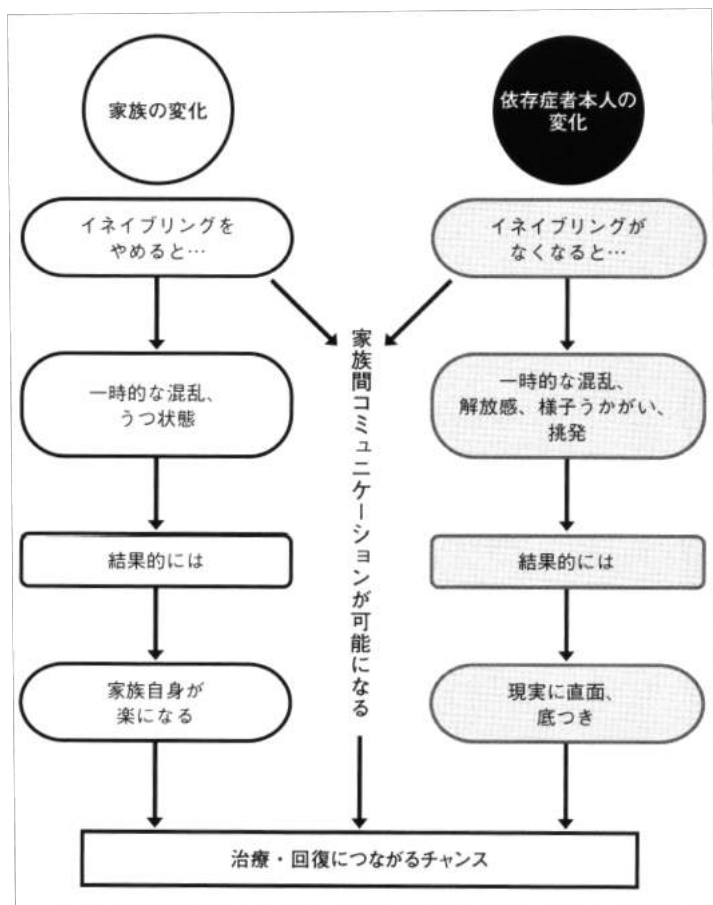 家族の変化
イネイブリングを
やめると…
一時的な混乱、
うつ状態
結果的には
家族自身が
楽になる
家族間コミュニケーションが可能になる
依存症者本人の
変化
イネイブリングが
なくなると…
一時的な混乱、
解放感、様子うかがい、
挑発
結果的には
現実に直面、
底つき
治療・回復につながるチャンス